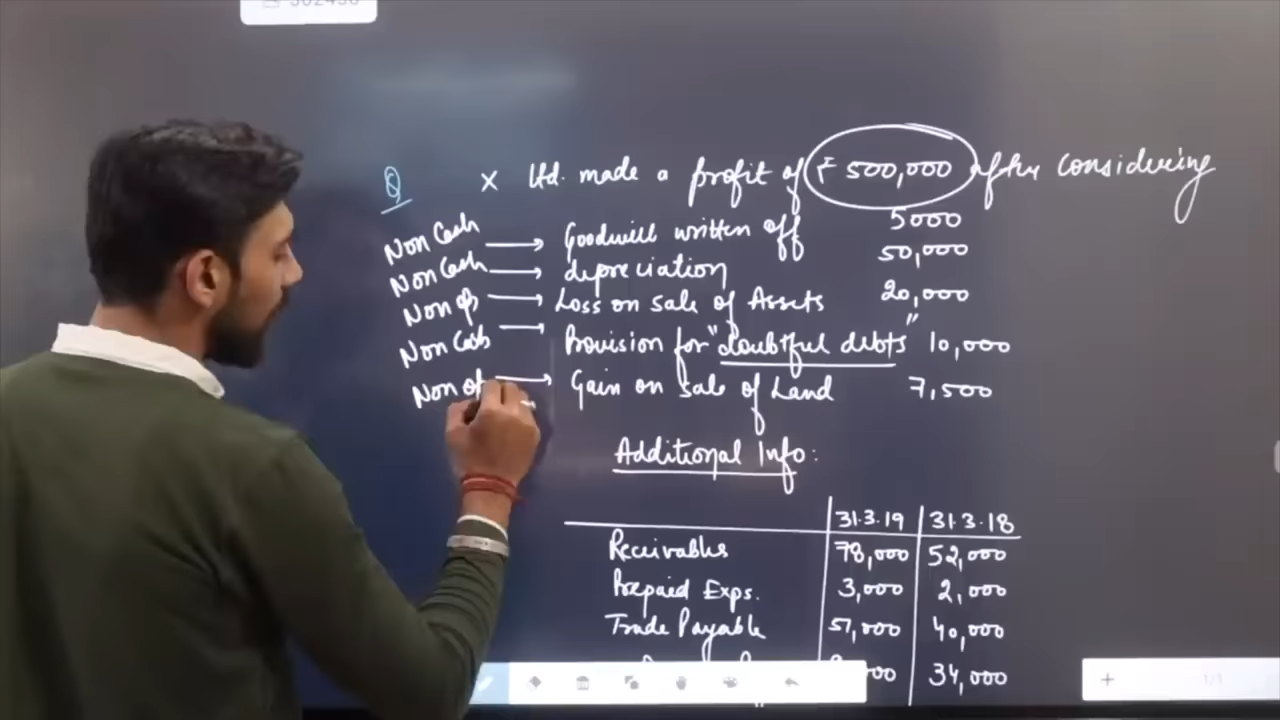 Q X Ltd. made a profit of ₹ 500,000 after considering
Non Cash → Goodwill written off 5000
Non Cash → depreciation 50,000
Non op → Loss on sale of Assets 20,000
Non Cash → Provision for "doubtful debts" 10,000
Non op → Gain on sale of Land 7,500
Additional Info:
31.3.19 31.3.18
Receivables 78,000 52,000
Prepaid Exps. 3,000 2,000
Trade Payable 51,000 40,000
34,000
1/1